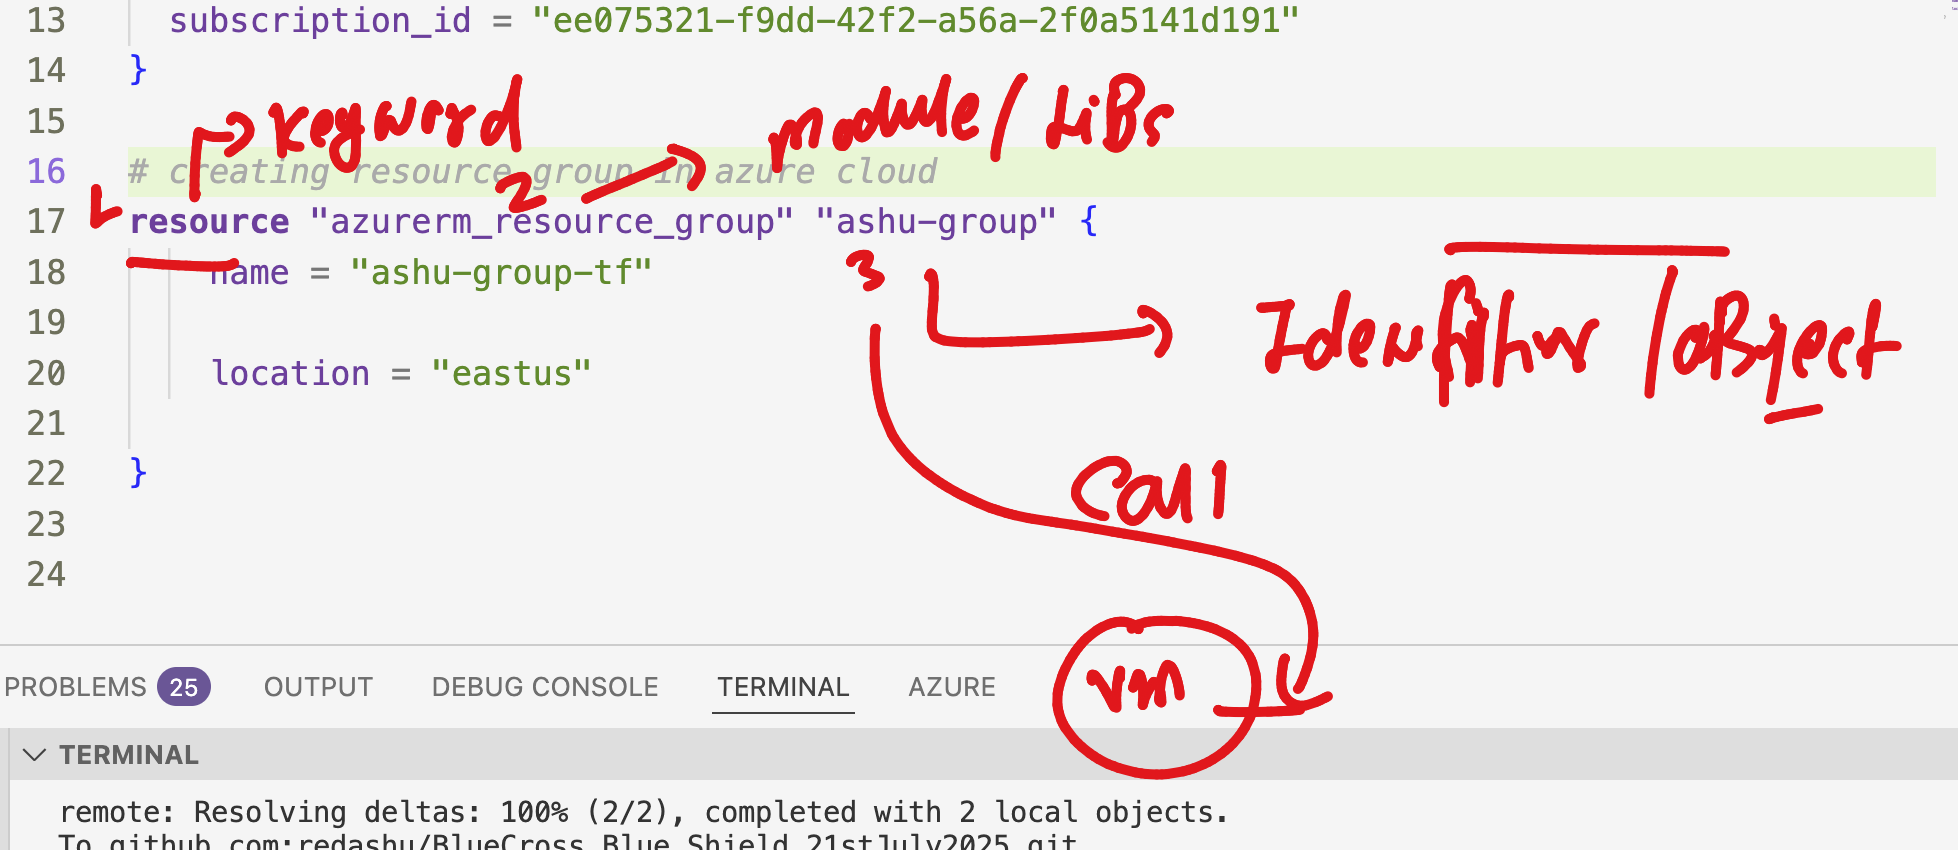 13 subscription_id = "ee075321-f9dd-42f2-a56a-2f0a5141d191"
14 }
keyword
module/LiBs
15
16 # creating resource group in azure cloud
2
1
17 resource "azurerm_resource_group" "ashu-group" {
18 name = "ashu-group-tf"
3
19
Identifier /object
20 location = "eastus"
21
22 }
Call
23
24
vm
PROBLEMS 25 OUTPUT DEBUG CONSOLE TERMINAL AZURE
TERMINAL
remote: Resolving deltas: 100% (2/2), completed with 2 local objects.
To github.com:redashu/BlueCross_Blue_Shield_21stJuly2025.git